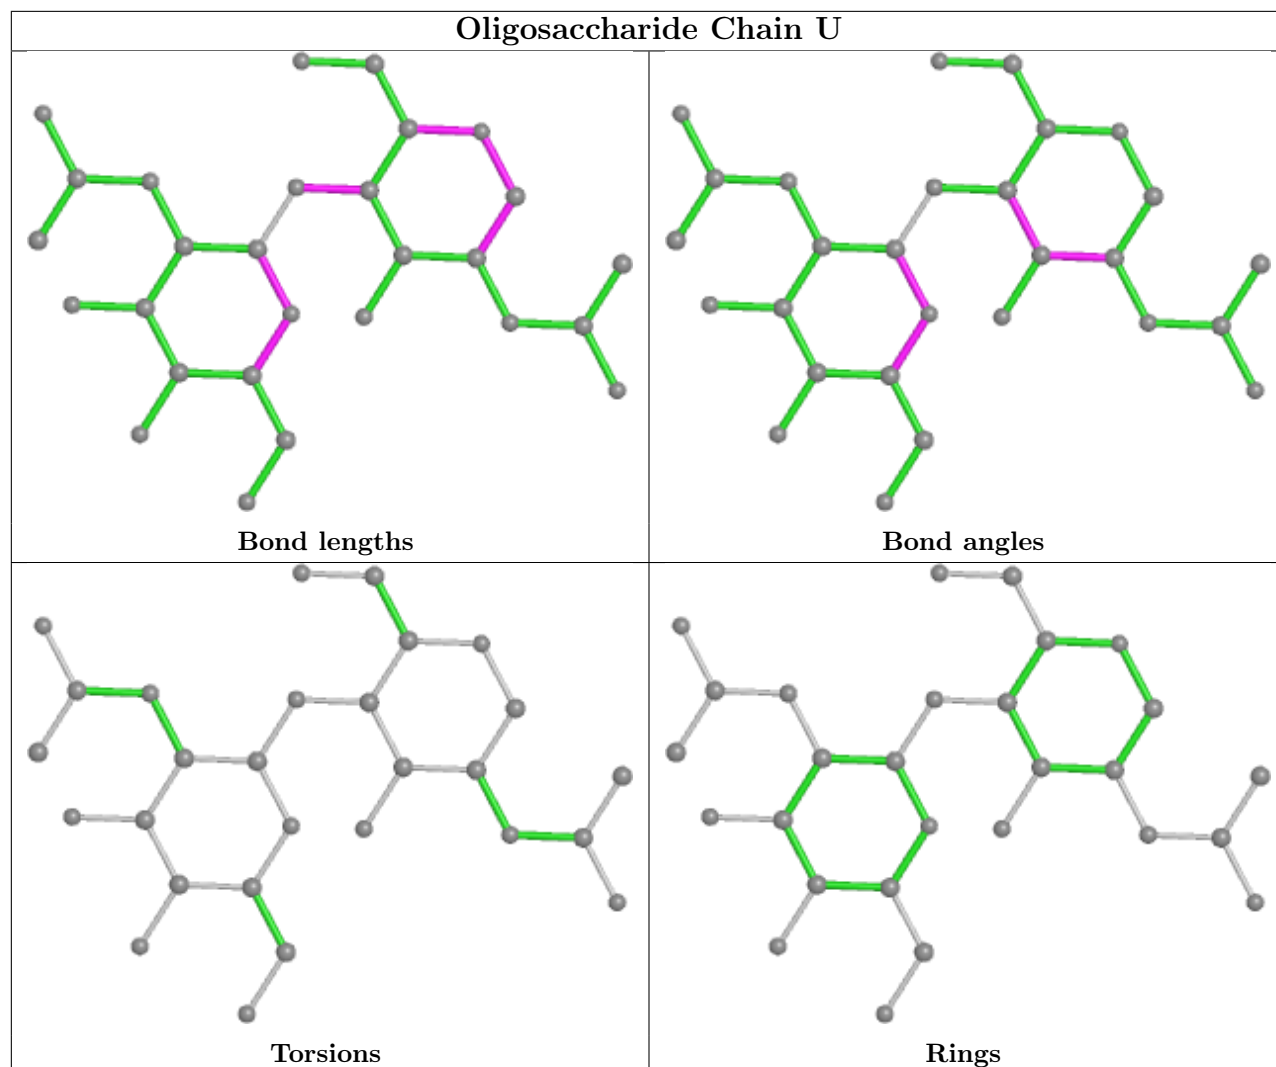 Oligosaccharide Chain U
Bond lengths
Bond angles
Torsions
Rings